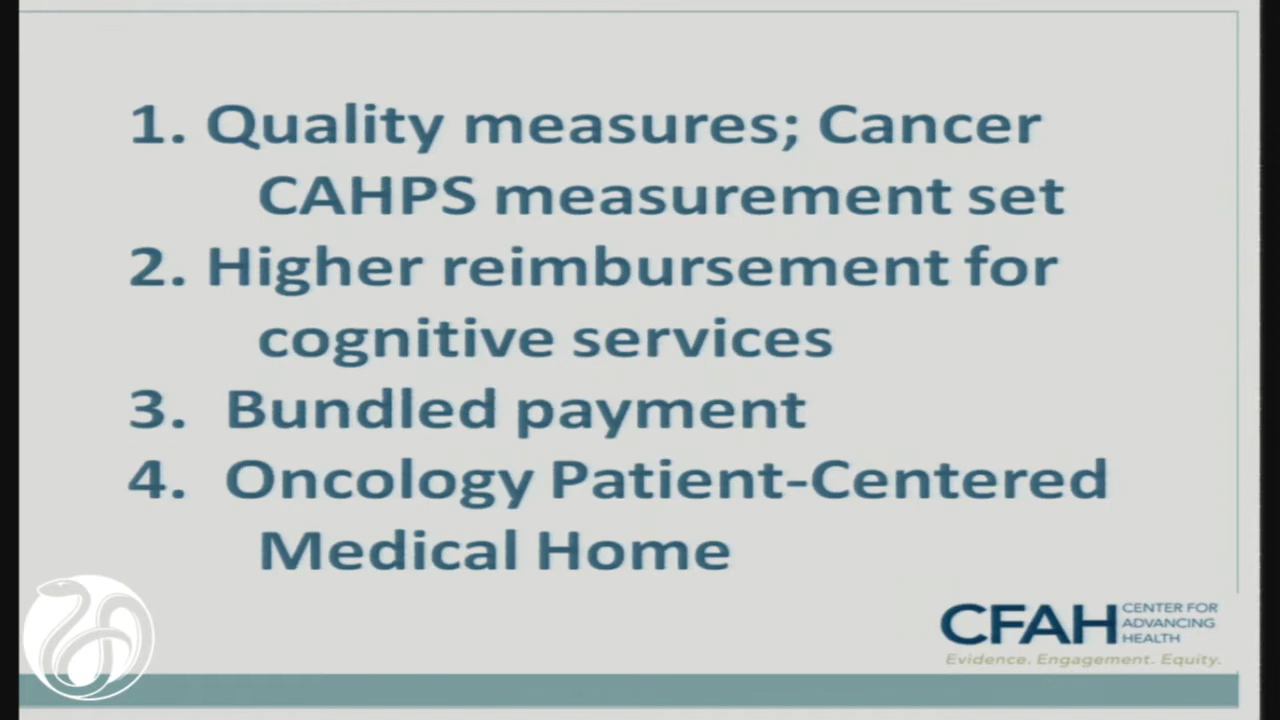 1. Quality measures; Cancer
CAHPS measurement set
2. Higher reimbursement for
cognitive services
3. Bundled payment
4. Oncology Patient-Centered
Medical Home
CFAH CENTER FOR
ADVANCING
HEALTH
Evidence. Engagement. Equity.